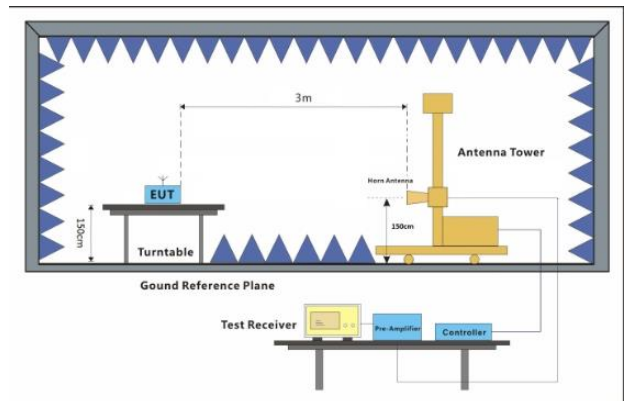 3m
Antenna Tower
Horn Antenna
EUT
150cm
150cm
Turntable
Gound Reference Plane
Test Receiver
Pre-Amplifier
Controller